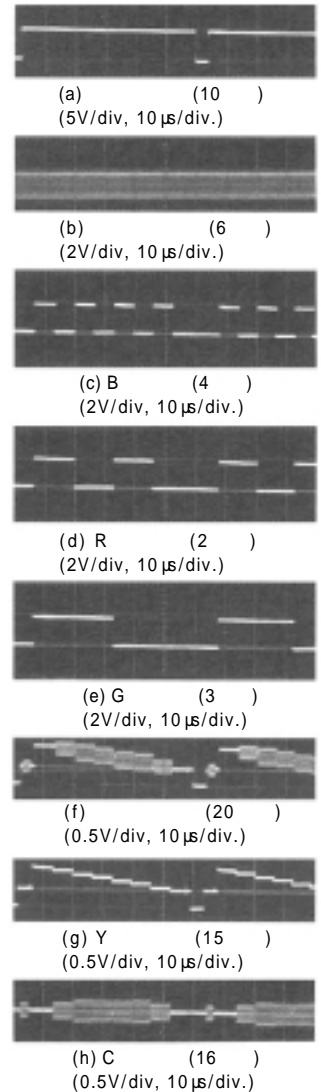 (a) (10 )
(5V/div, 10 µs/div.)
(b) (6 )
(2V/div, 10 µs/div.)
(c) B (4 )
(2V/div, 10 µs/div.)
(d) R (2 )
(2V/div, 10 µs/div.)
(e) G (3 )
(2V/div, 10 µs/div.)
(f) (20 )
(0.5V/div, 10 µs/div.)
(g) Y (15 )
(0.5V/div, 10 µs/div.)
(h) C (16 )
(0.5V/div, 10 µs/div.)